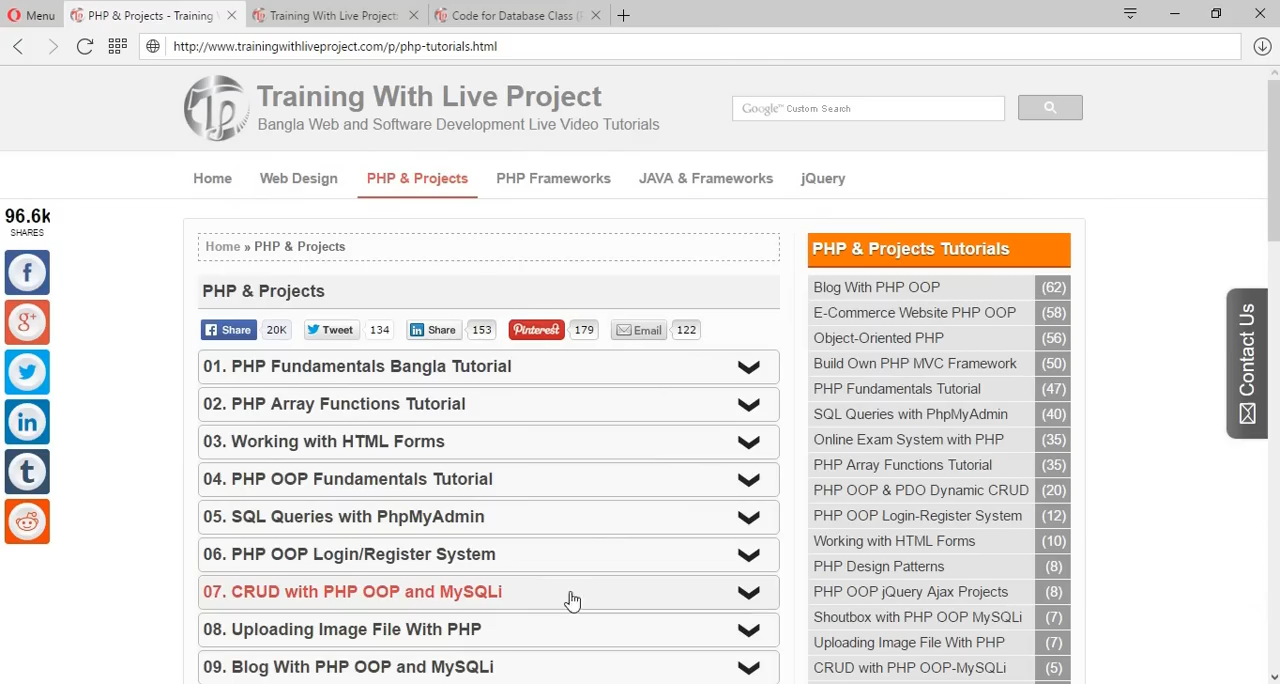 Menu
PHP & Projects - Training
Training With Live Project:
Code for Database Class (
http://www.trainingwithliveproject.com/p/php-tutorials.html
Training With Live Project
Bangla Web and Software Development Live Video Tutorials
Google™ Custom Search
Home
Web Design
PHP & Projects
PHP Frameworks
JAVA & Frameworks
jQuery
96.6k
SHARES
Home » PHP & Projects
PHP & Projects
Share 20K
Tweet 134
Share 153
Pinterest 179
Email 122
01. PHP Fundamentals Bangla Tutorial
02. PHP Array Functions Tutorial
03. Working with HTML Forms
04. PHP OOP Fundamentals Tutorial
05. SQL Queries with PhpMyAdmin
06. PHP OOP Login/Register System
07. CRUD with PHP OOP and MySQLi
08. Uploading Image File With PHP
09. Blog With PHP OOP and MySQLi
PHP & Projects Tutorials
Blog With PHP OOP (62)
E-Commerce Website PHP OOP (58)
Object-Oriented PHP (56)
Build Own PHP MVC Framework (50)
PHP Fundamentals Tutorial (47)
SQL Queries with PhpMyAdmin (40)
Online Exam System with PHP (35)
PHP Array Functions Tutorial (35)
PHP OOP & PDO Dynamic CRUD (20)
PHP OOP Login-Register System (12)
Working with HTML Forms (10)
PHP Design Patterns (8)
PHP OOP jQuery Ajax Projects (8)
Shoutbox with PHP OOP MySQLi (7)
Uploading Image File With PHP (7)
CRUD with PHP OOP-MySQLi (5)
Contact Us